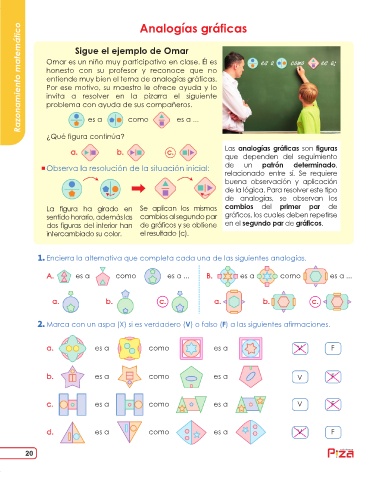 Analogías gráficas
Razonamiento matemático
Sigue el ejemplo de Omar
Omar es un niño muy participativo en clase. Él es
honesto con su profesor y reconoce que no
entiende muy bien el tema de analogías gráficas.
Por ese motivo, su maestro le ofrece ayuda y lo
invita a resolver en la pizarra el siguiente
problema con ayuda de sus compañeros.
es a como es a ...
¿Qué figura continúa?
a. b. c.
Observa la resolución de la situación inicial:
La figura ha girado en
sentido horario, además las
dos figuras del interior han
intercambiado su color.
Se aplican los mismos
cambios al segundo par
de gráficos y se obtiene
el resultado (c).
es a como es a:
Las analogías gráficas son figuras
que dependen del seguimiento
de un patrón determinado,
relacionado entre sí. Se requiere
buena observación y aplicación
de la lógica. Para resolver este tipo
de analogías, se observan los
cambios del primer par de
gráficos, los cuales deben repetirse
en el segundo par de gráficos.
1. Encierra la alternativa que completa cada una de las siguientes analogías.
A. es a como es a ... B. es a como es a ...
a. b. c. a. b. c.
2. Marca con un aspa (X) si es verdadero (V) o falso (F) a las siguientes afirmaciones.
a. es a como es a V F
b. es a como es a V F
c. es a como es a V F
d. es a como es a V F
20